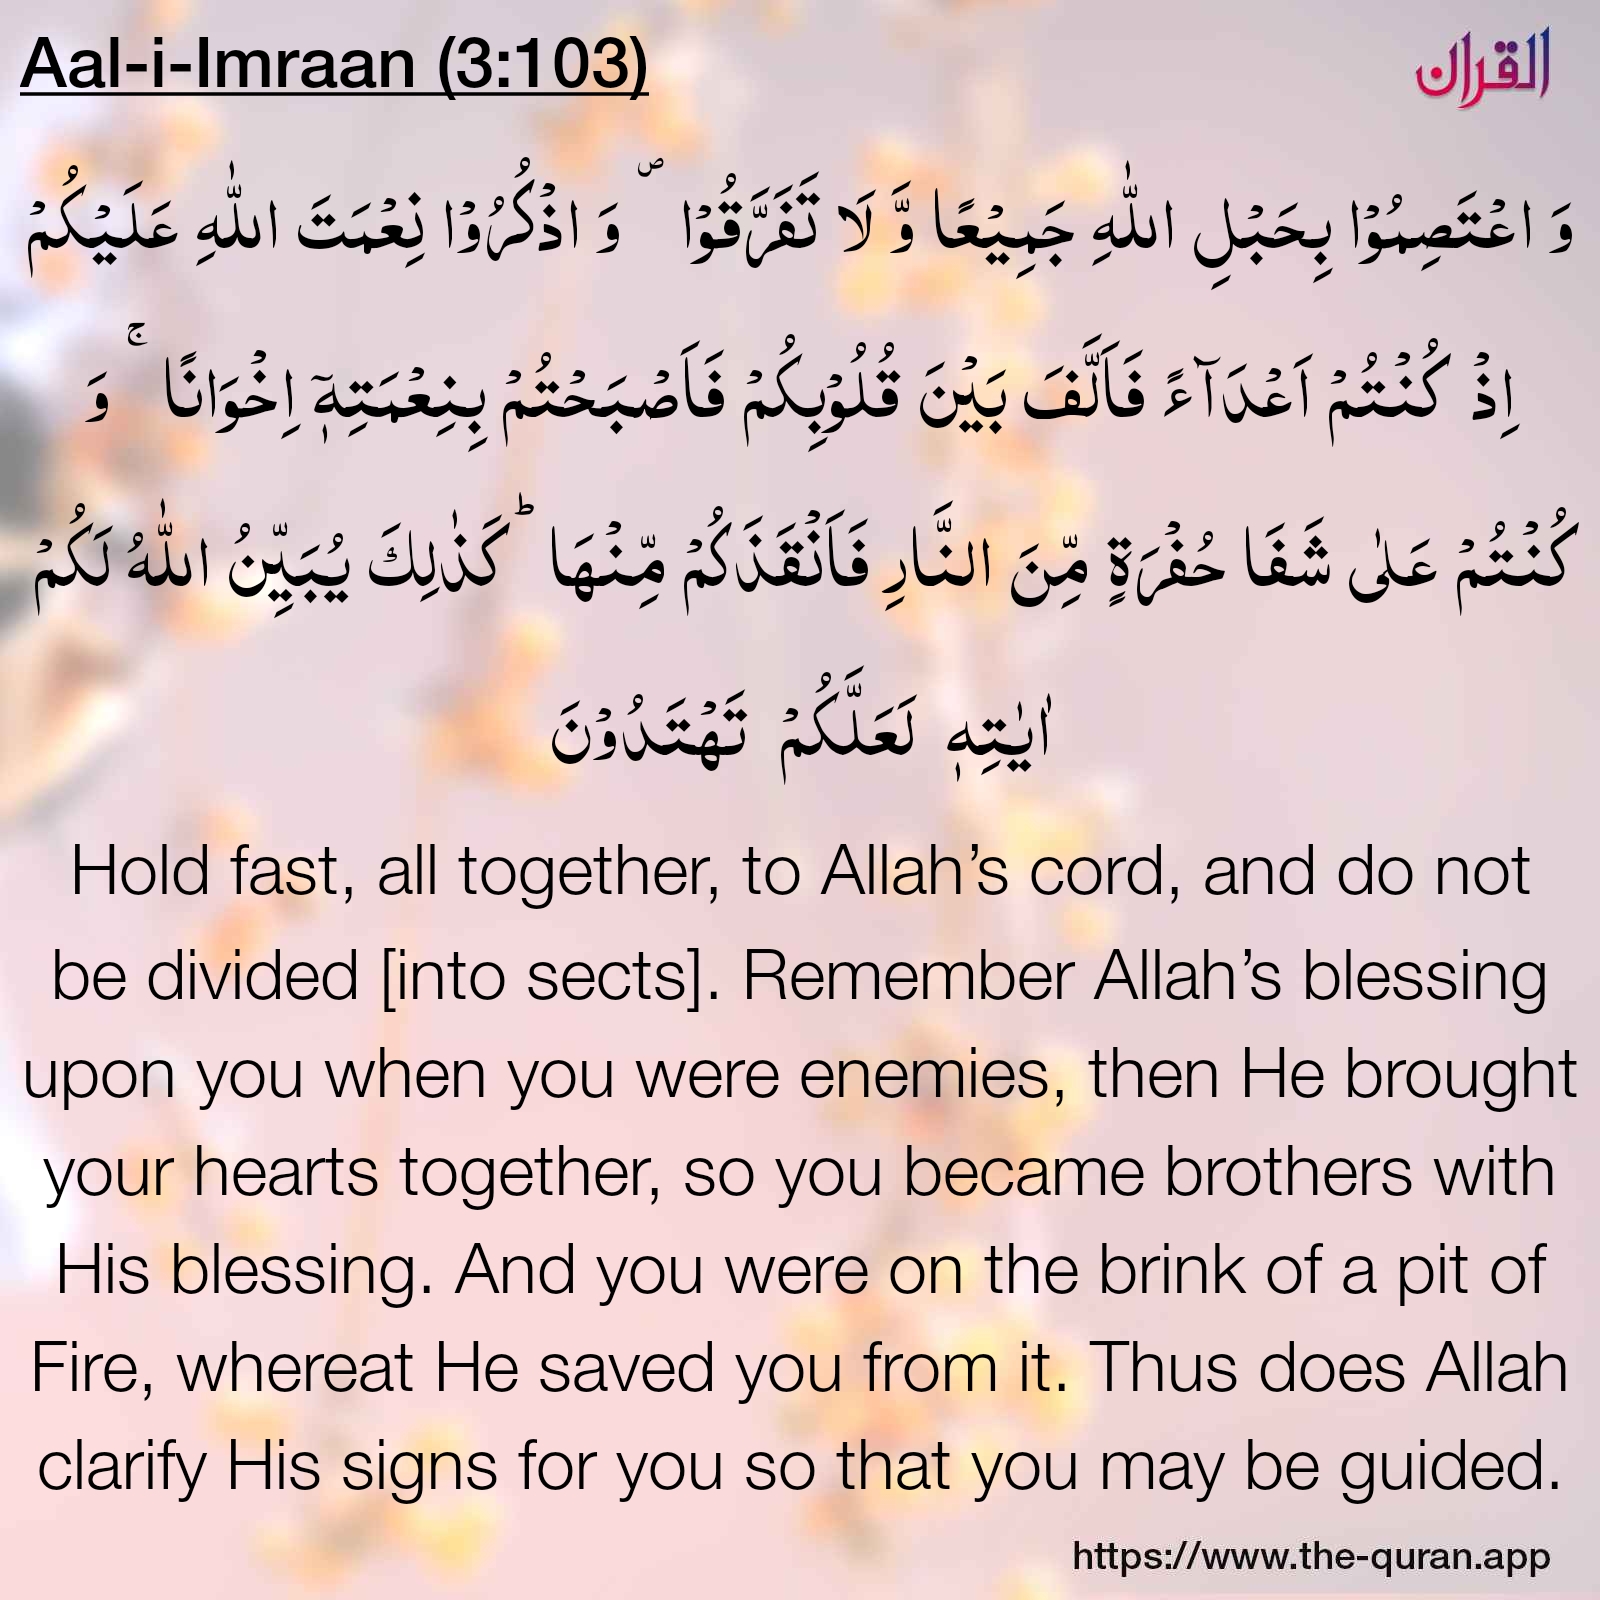 Aal-i-Imraan (3:103)
القران
وَ اعۡتَصِمُوۡا بِحَبۡلِ اللّٰهِ جَمِيۡعًا وَّ لَا تَفَرَّقُوۡا ۪ وَ اذۡكُرُوۡا نِعۡمَتَ اللّٰهِ عَلَيۡكُمۡ
اِذۡ كُنۡتُمۡ اَعۡدَآءً فَاَلَّفَ بَيۡنَ قُلُوۡبِكُمۡ فَاَصۡبَحۡتُمۡ بِنِعۡمَتِهٖۤ اِخۡوَانًا ۚ وَ
كُنۡتُمۡ عَلٰى شَفَا حُفۡرَةٍ مِّنَ النَّارِ فَاَنۡقَذَكُمۡ مِّنۡهَا ؕ كَذٰلِكَ يُبَيِّنُ اللّٰهُ لَكُمۡ
اٰيٰتِهٖ لَعَلَّكُمۡ تَهۡتَدُوۡنَ
Hold fast, all together, to Allah’s cord, and do not
be divided [into sects]. Remember Allah’s blessing
upon you when you were enemies, then He brought
your hearts together, so you became brothers with
His blessing. And you were on the brink of a pit of
Fire, whereat He saved you from it. Thus does Allah
clarify His signs for you so that you may be guided.
https://www.the-quran.app